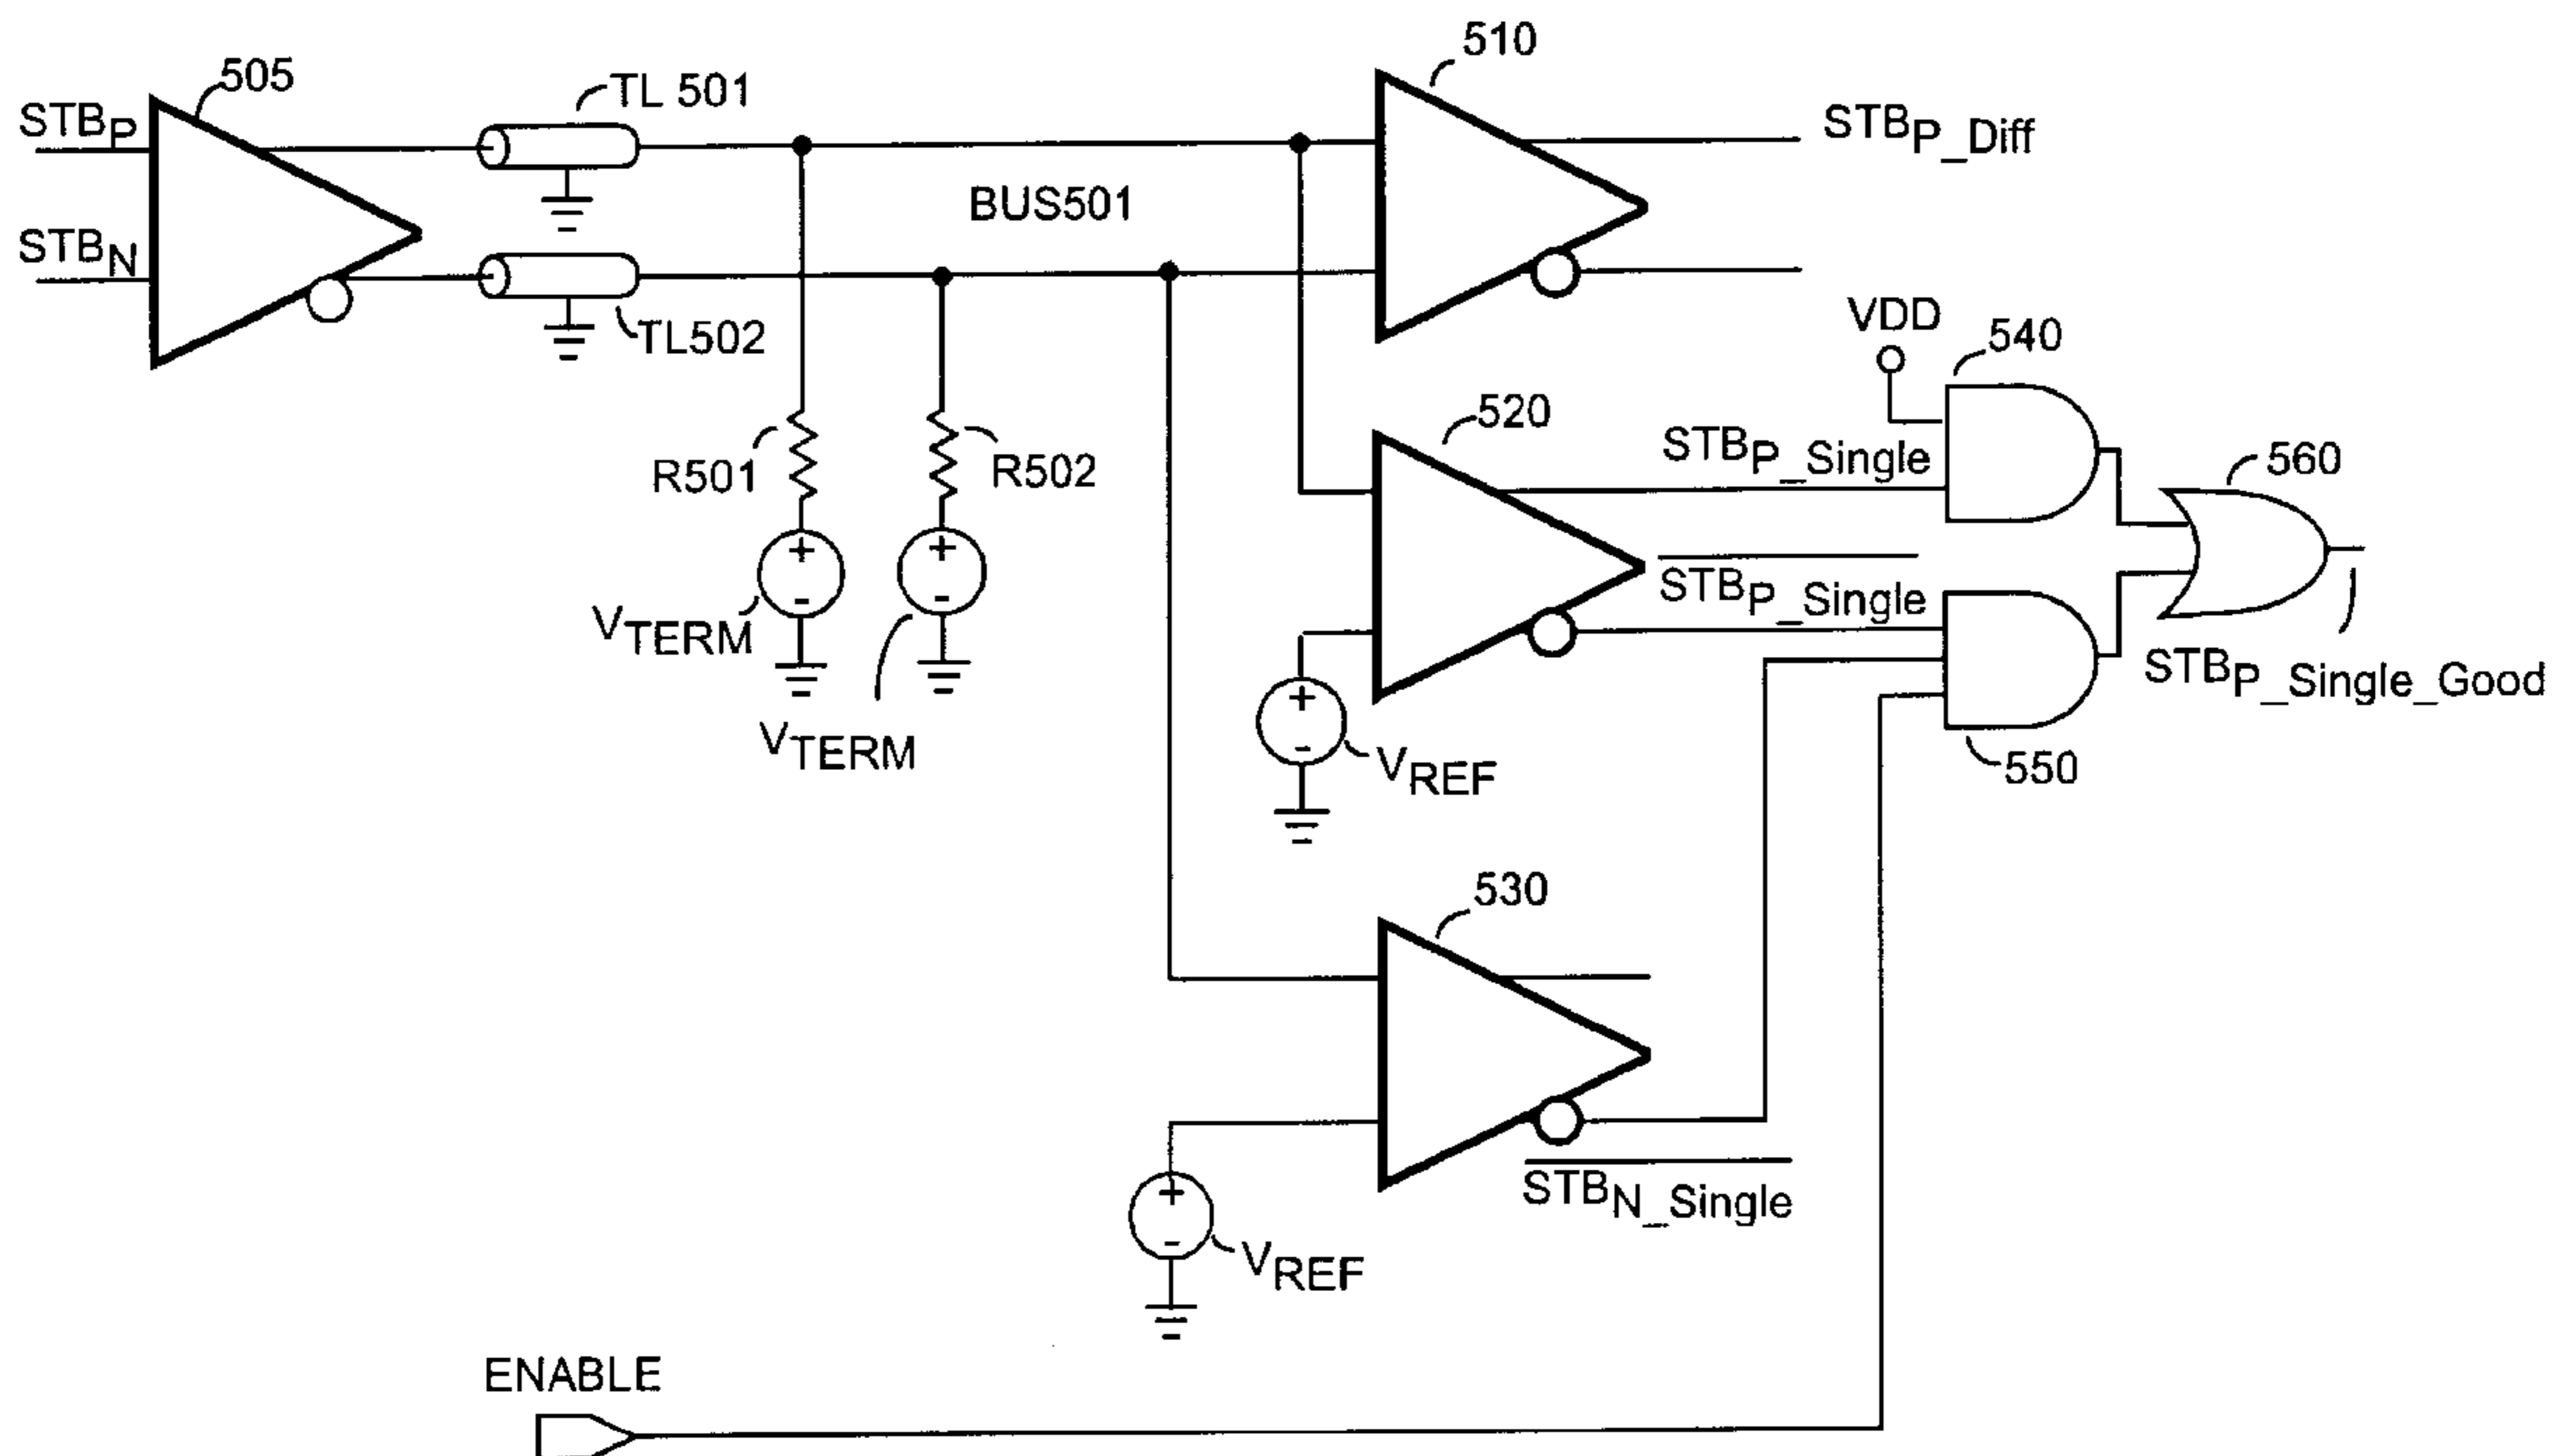 510
505
TL 501
STBP
STBP_Diff
BUS501
STBN
VDD
540
TL502
520
STBP_Single
560
R501
R502
+
+
STBP_Single
-
-
VTERM
STBP_Single_Good
+
VTERM
-
VREF
550
530
+
STBN_Single
-
VREF
ENABLE